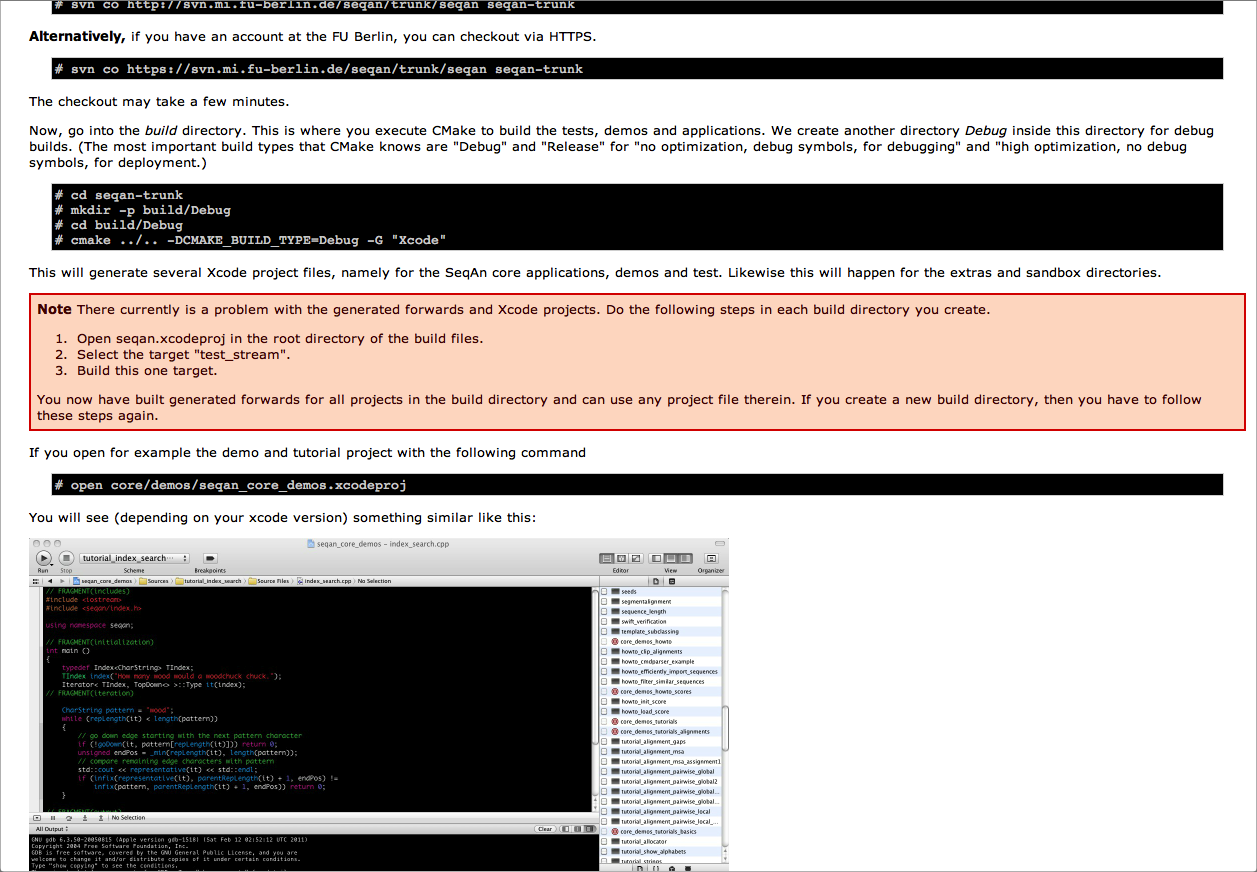 # svn co http://svn.mi.fu-berlin.de/seqan/trunk/seqan seqan-trunk
Alternatively, if you have an account at the FU Berlin, you can checkout via HTTPS.
# svn co https://svn.mi.fu-berlin.de/seqan/trunk/seqan seqan-trunk
The checkout may take a few minutes.
Now, go into the build directory. This is where you execute CMake to build the tests, demos and applications. We create another directory Debug inside this directory for debug
builds. (The most important build types that CMake knows are "Debug" and "Release" for "no optimization, debug symbols, for debugging" and "high optimization, no debug
symbols, for deployment.)
# cd seqan-trunk
# mkdir -p build/Debug
# cd build/Debug
# cmake ../.. -DCMAKE_BUILD_TYPE=Debug -G "Xcode"
This will generate several Xcode project files, namely for the SeqAn core applications, demos and test. Likewise this will happen for the extras and sandbox directories.
Note There currently is a problem with the generated forwards and Xcode projects. Do the following steps in each build directory you create.
1. Open seqan.xcodeproj in the root directory of the build files.
2. Select the target "test_stream".
3. Build this one target.
You now have built generated forwards for all projects in the build directory and can use any project file therein. If you create a new build directory, then you have to follow
these steps again.
If you open for example the demo and tutorial project with the following command
# open core/demos/seqan_core_demos.xcodeproj
You will see (depending on your xcode version) something similar like this:
seqan_core_demos - index_search.cpp
tutorial_index_search···
Run Stop Scheme Breakpoints Editor View Organizer
seqan_core_demos Sources tutorial_index_search Source Files index_search.cpp No Selection
// FRAGMENT(includes)
#include <iostream>
#include <seqan/index.h>
using namespace seqan;
// FRAGMENT(initialization)
int main ()
{
typedef Index<CharString> TIndex;
TIndex index("How many wood would a woodchuck chuck.");
Iterator< TIndex, TopDown<> >::Type it(index);
// FRAGMENT(iteration)
CharString pattern = "wood";
while (repLength(it) < length(pattern))
{
// go down edge starting with the next pattern character
if (!goDown(it, pattern[repLength(it)])) return 0;
unsigned endPos = _min(repLength(it), length(pattern));
// compare remaining edge characters with pattern
std::cout << representative(it) << std::endl;
if (infix(representative(it), parentRepLength(it) + 1, endPos) !=
infix(pattern, parentRepLength(it) + 1, endPos)) return 0;
}
// FRAGMENT(output)
seeds
segmentalignment
sequence_length
swift_verification
template_subclassing
core_demos_howto
howto_clip_alignments
howto_cmdparser_example
howto_efficiently_import_sequences
howto_filter_similar_sequences
core_demos_howto_scores
howto_init_score
howto_load_score
core_demos_tutorials
core_demos_tutorials_alignments
tutorial_alignment_gaps
tutorial_alignment_msa
tutorial_alignment_msa_assignment1
tutorial_alignment_pairwise_global
tutorial_alignment_pairwise_global2
tutorial_alignment_pairwise_global...
tutorial_alignment_pairwise_global...
tutorial_alignment_pairwise_local
tutorial_alignment_pairwise_local_...
core_demos_tutorials_basics
tutorial_allocator
tutorial_show_alphabets
tutorial_strings
No Selection
All Output Clear
GNU gdb 6.3.50-20050815 (Apple version gdb-1518) (Sat Feb 12 02:52:12 UTC 2011)
Copyright 2004 Free Software Foundation, Inc.
GDB is free software, covered by the GNU General Public License, and you are
welcome to change it and/or distribute copies of it under certain conditions.
Type "show copying" to see the conditions.